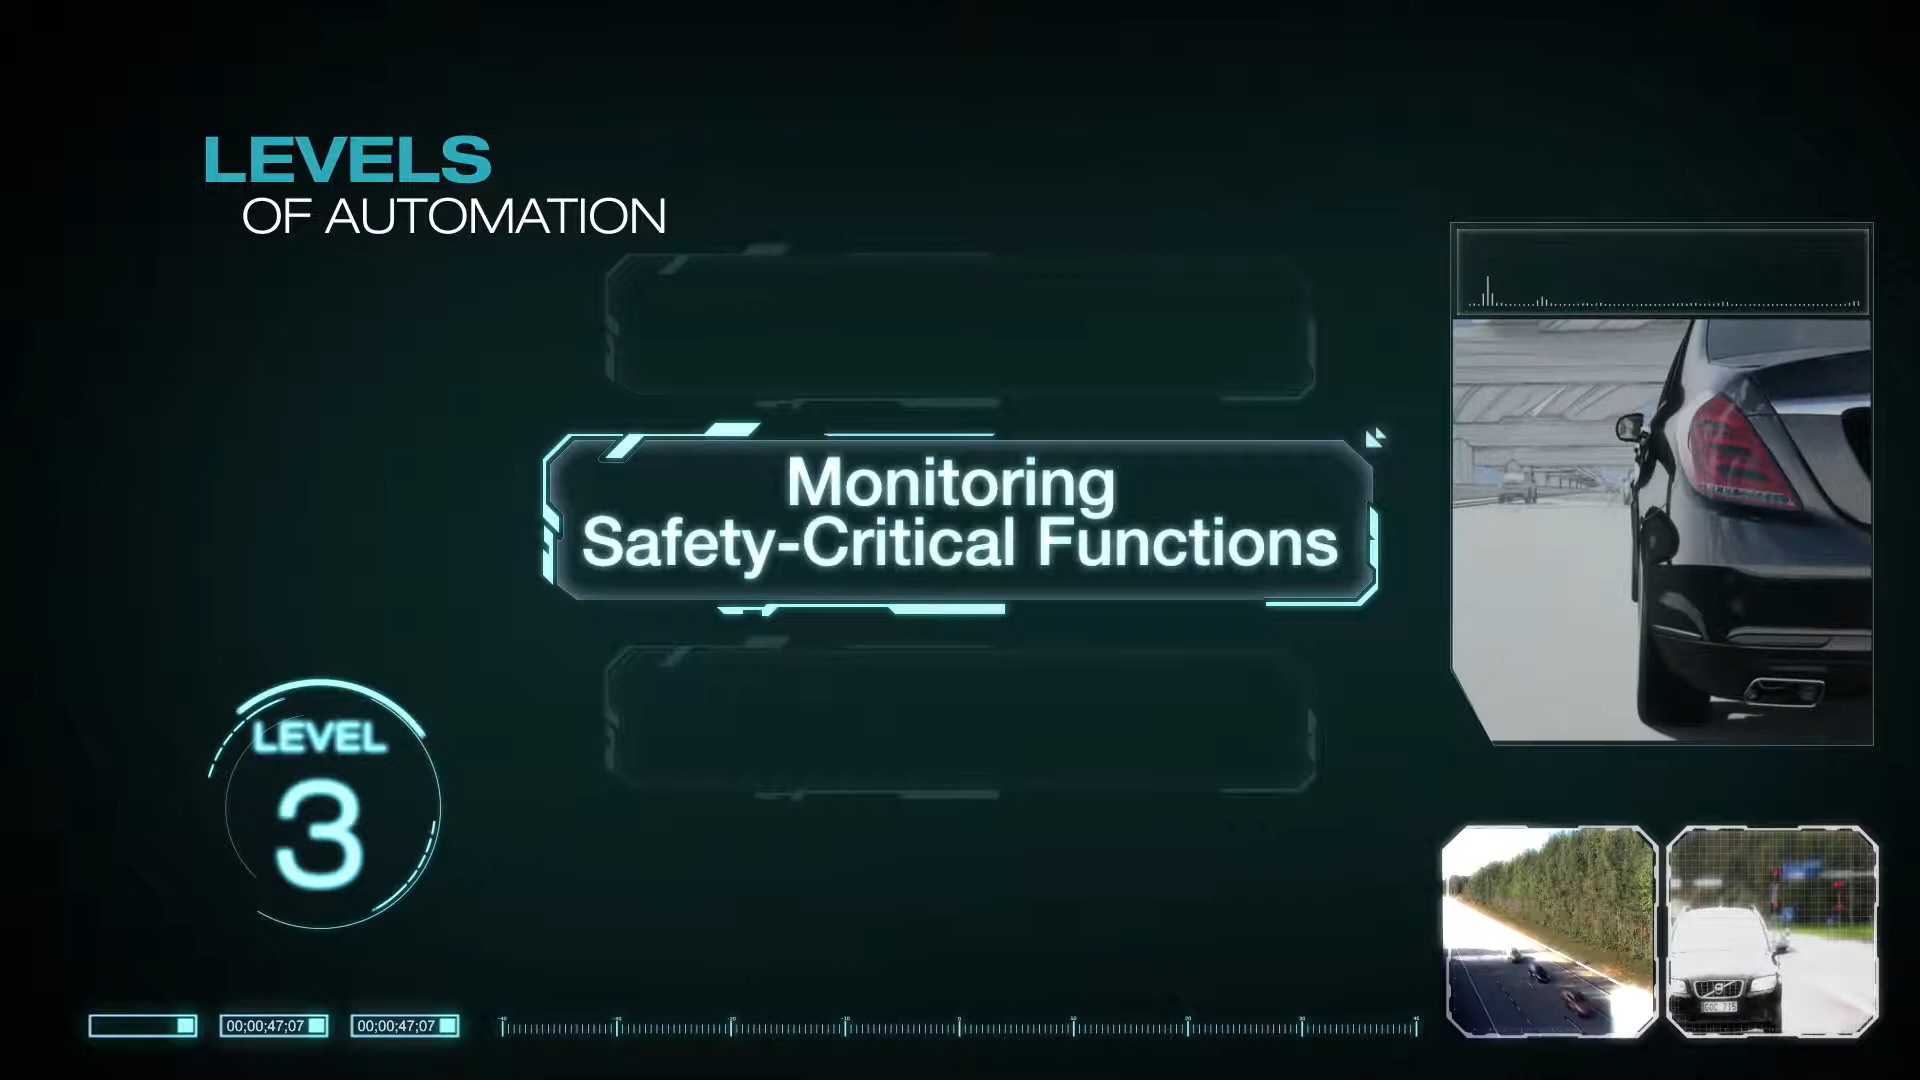 LEVELS
OF AUTOMATION
Monitoring
Safety-Critical Functions
LEVEL
3
00;00;47;07
00;00;47;07